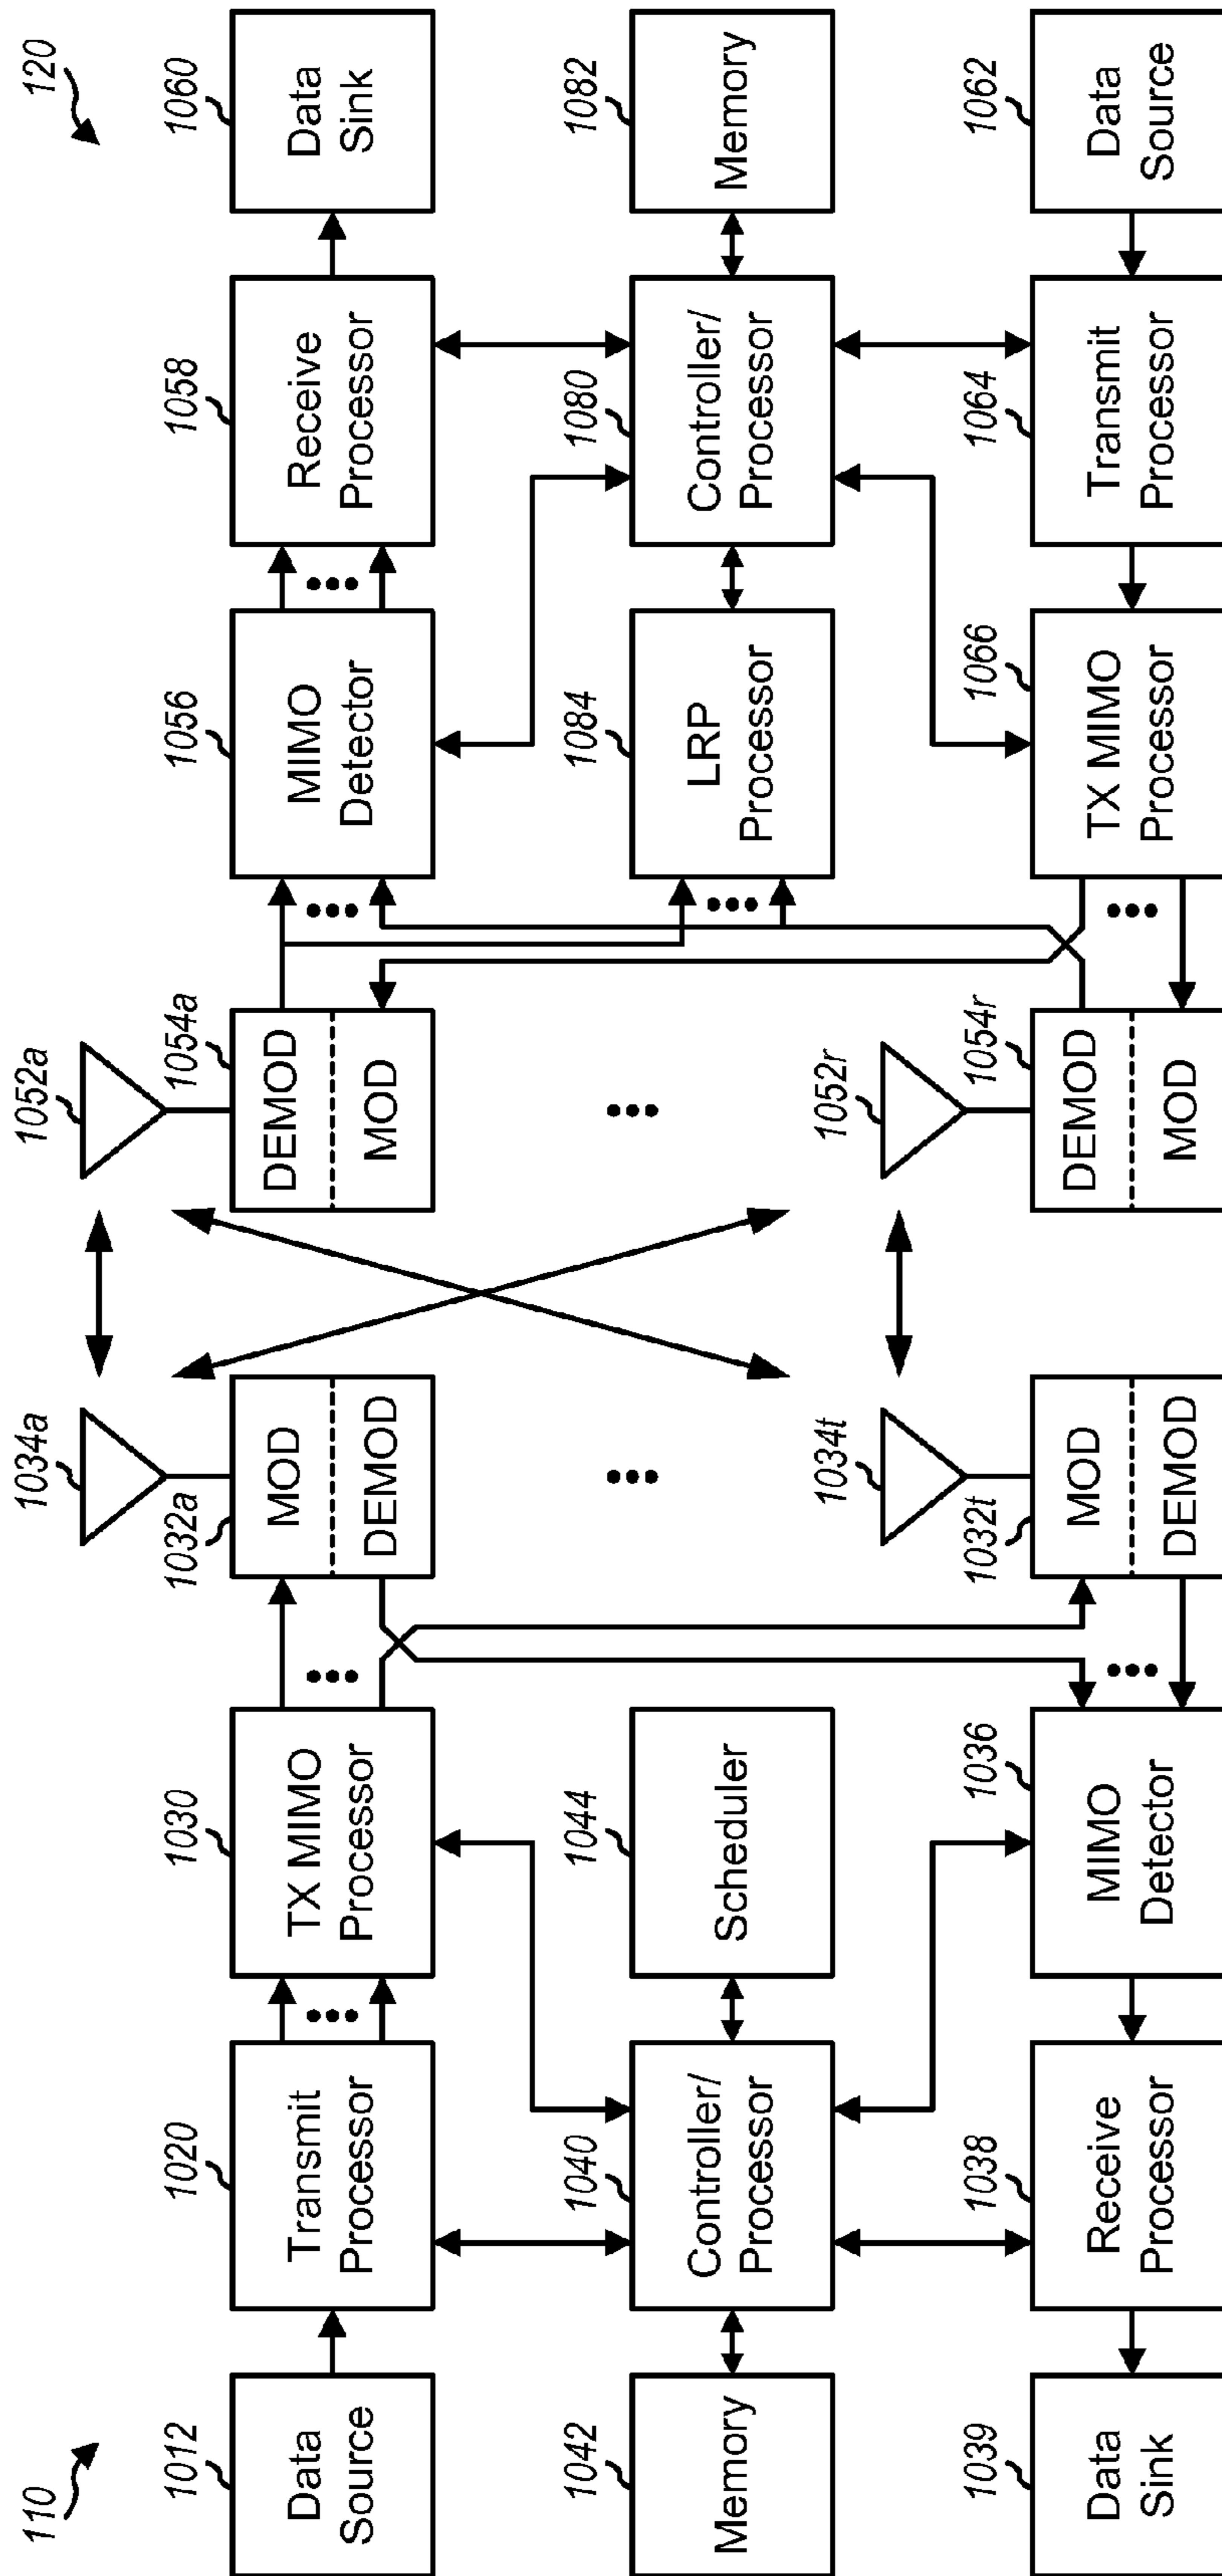 110
120
1012
Data
Source
1020
Transmit
Processor
1030
TX MIMO
Processor
1034a
1032a
MOD
DEMOD
1052a
1054a
DEMOD
MOD
1056
MIMO
Detector
1058
Receive
Processor
1060
Data
Sink
1042
Memory
1040
Controller/
Processor
1044
Scheduler
1084
LRP
Processor
1080
Controller/
Processor
1082
Memory
1039
Data
Sink
1038
Receive
Processor
1036
MIMO
Detector
1034t
1032t
MOD
DEMOD
1052r
1054r
DEMOD
MOD
1066
TX MIMO
Processor
1064
Transmit
Processor
1062
Data
Source